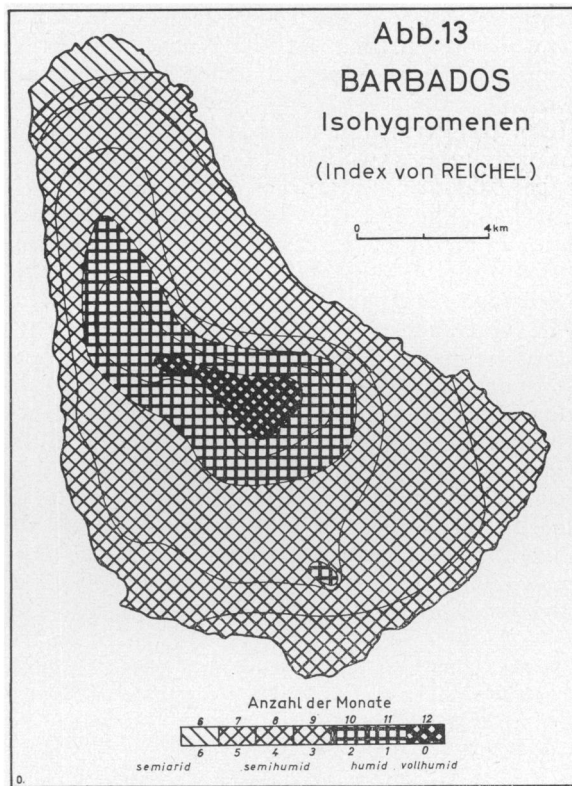 Abb.13
BARBADOS
Isohygromenen
(Index von REICHEL)
0 4 km
Anzahl der Monate
6 7 8 9 10 11 12
6 5 4 3 2 1 0
semiarid semihumid humid vollhumid
D.